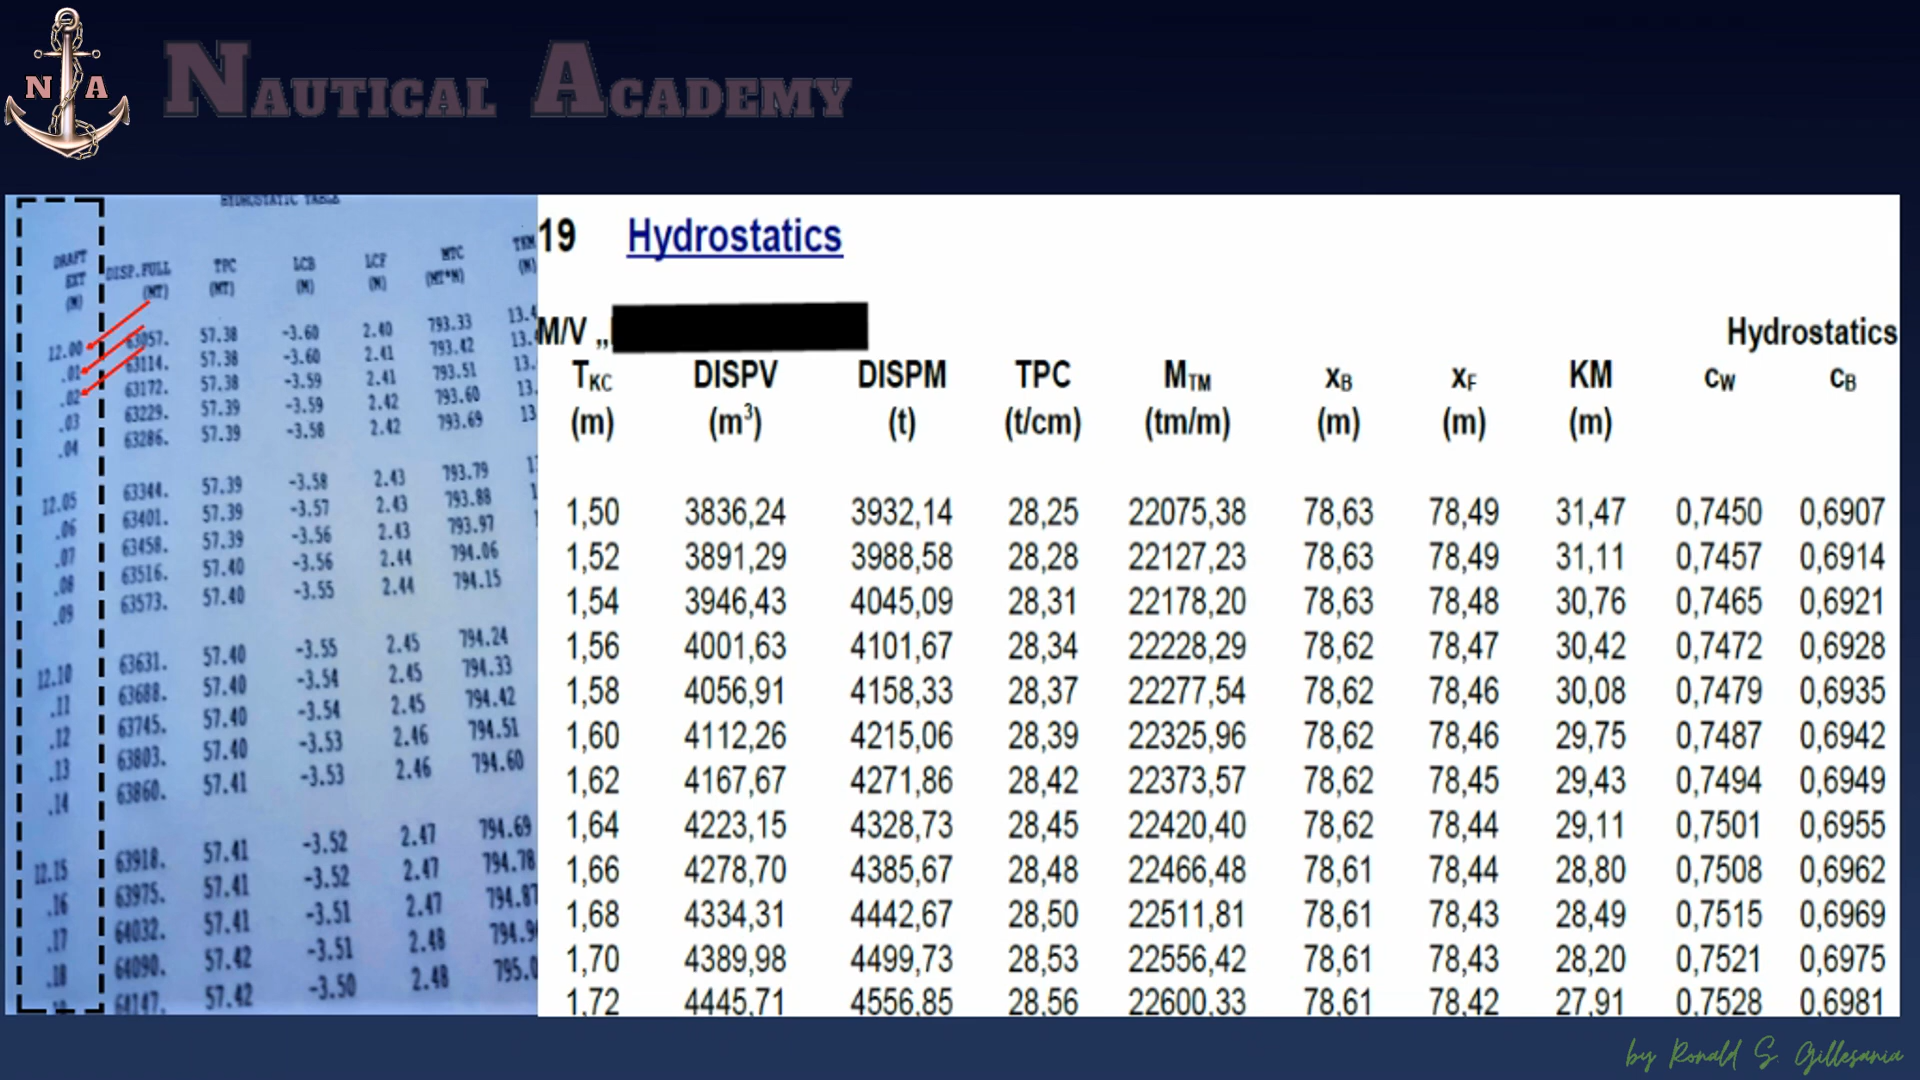 N A
NAUTICAL ACADEMY
HYDROSTATIC TABLE
DRAFT EXT (M) DISP.FULL (MT) TPC (MT) LCB (M) LCF (M) MTC (MT*M) TKM (M)
12.00 63057. 57.38 -3.60 2.40 793.33 13.4
.01 63114. 57.38 -3.60 2.41 793.42 13.
.02 63172. 57.38 -3.59 2.41 793.51 13.
.03 63229. 57.39 -3.59 2.42 793.60 13.
.04 63286. 57.39 -3.58 2.42 793.69 13
12.05 63344. 57.39 -3.58 2.43 793.79
.06 63401. 57.39 -3.57 2.43 793.88
.07 63458. 57.39 -3.56 2.43 793.97
.08 63516. 57.40 -3.56 2.44 794.06
.09 63573. 57.40 -3.55 2.44 794.15
12.10 63631. 57.40 -3.55 2.45 794.24
.11 63688. 57.40 -3.54 2.45 794.33
.12 63745. 57.40 -3.54 2.45 794.42
.13 63803. 57.40 -3.53 2.46 794.51
.14 63860. 57.41 -3.53 2.46 794.60
12.15 63918. 57.41 -3.52 2.47 794.69
.16 63975. 57.41 -3.52 2.47 794.78
.17 64032. 57.41 -3.51 2.47 794.87
.18 64090. 57.42 -3.51 2.48 794.9
64147. 57.42 -3.50 2.48 795.0
19 Hydrostatics
M/V „
Hydrostatics
TKC DISPV DISPM TPC MTM xB xF KM cW cB
(m) (m³) (t) (t/cm) (tm/m) (m) (m) (m)
1,50 3836,24 3932,14 28,25 22075,38 78,63 78,49 31,47 0,7450 0,6907
1,52 3891,29 3988,58 28,28 22127,23 78,63 78,49 31,11 0,7457 0,6914
1,54 3946,43 4045,09 28,31 22178,20 78,63 78,48 30,76 0,7465 0,6921
1,56 4001,63 4101,67 28,34 22228,29 78,62 78,47 30,42 0,7472 0,6928
1,58 4056,91 4158,33 28,37 22277,54 78,62 78,46 30,08 0,7479 0,6935
1,60 4112,26 4215,06 28,39 22325,96 78,62 78,46 29,75 0,7487 0,6942
1,62 4167,67 4271,86 28,42 22373,57 78,62 78,45 29,43 0,7494 0,6949
1,64 4223,15 4328,73 28,45 22420,40 78,62 78,44 29,11 0,7501 0,6955
1,66 4278,70 4385,67 28,48 22466,48 78,61 78,44 28,80 0,7508 0,6962
1,68 4334,31 4442,67 28,50 22511,81 78,61 78,43 28,49 0,7515 0,6969
1,70 4389,98 4499,73 28,53 22556,42 78,61 78,43 28,20 0,7521 0,6975
1,72 4445,71 4556,85 28,56 22600,33 78,61 78,42 27,91 0,7528 0,6981
by Ronald S. Gillesania